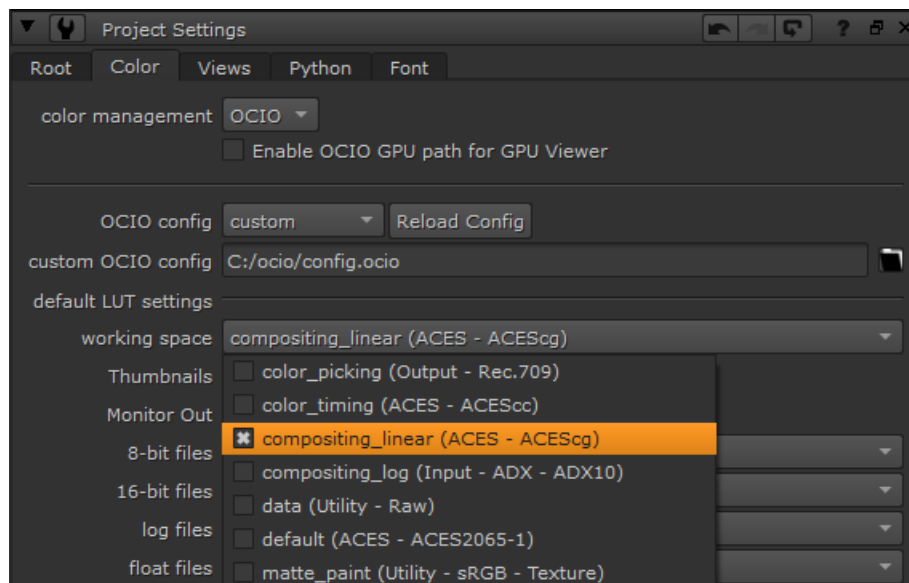 Project Settings ?
Root Color Views Python Font
color management OCIO
Enable OCIO GPU path for GPU Viewer
OCIO config custom Reload Config
custom OCIO config C:/ocio/config.ocio
default LUT settings
working space compositing_linear (ACES - ACEScg)
Thumbnails color_picking (Output - Rec.709)
Monitor Out color_timing (ACES - ACEScc)
8-bit files compositing_linear (ACES - ACEScg)
16-bit files compositing_log (Input - ADX - ADX10)
data (Utility - Raw)
log files default (ACES - ACES2065-1)
float files matte_paint (Utility - sRGB - Texture)